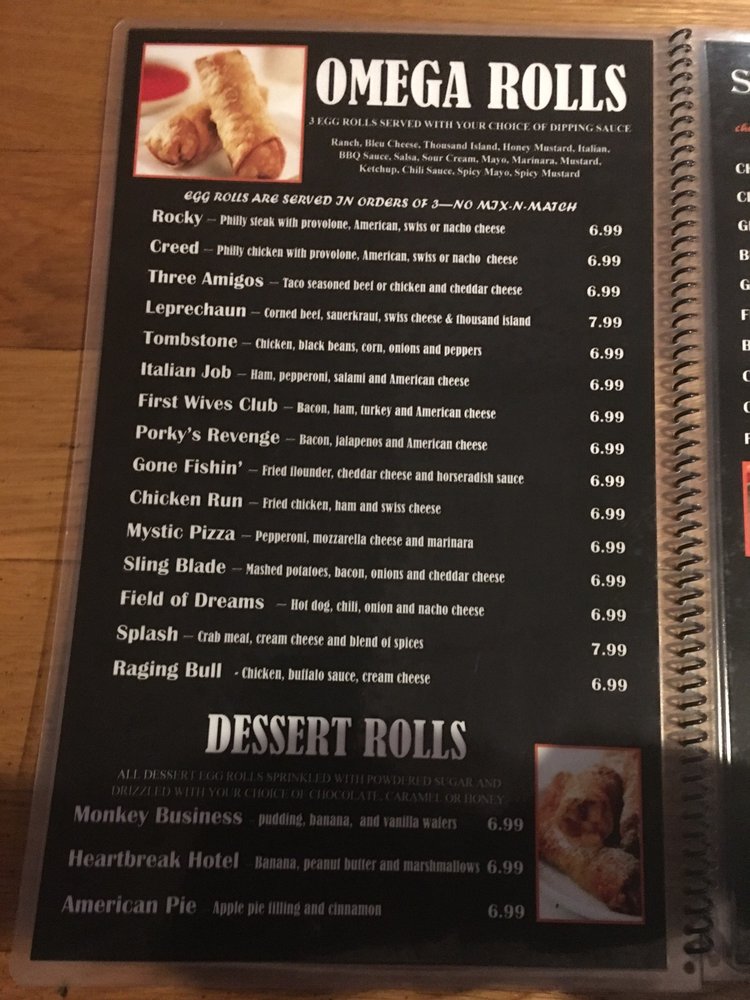 OMEGA ROLLS
3 EGG ROLLS SERVED WITH YOUR CHOICE OF DIPPING SAUCE
Ranch, Bleu Cheese, Thousand Island, Honey Mustard, Italian,
BBQ Sauce, Salsa, Sour Cream, Mayo, Marinara, Mustard,
Ketchup, Chili Sauce, Spicy Mayo, Spicy Mustard
EGG ROLLS ARE SERVED IN ORDERS OF 3—NO MIX-N-MATCH
Rocky – Philly steak with provolone, American, swiss or nacho cheese 6.99
Creed – Philly chicken with provolone, American, swiss or nacho cheese 6.99
Three Amigos – Taco seasoned beef or chicken and cheddar cheese 6.99
Leprechaun – Corned beef, sauerkraut, swiss cheese & thousand island 7.99
Tombstone – Chicken, black beans, corn, onions and peppers 6.99
Italian Job – Ham, pepperoni, salami and American cheese 6.99
First Wives Club – Bacon, ham, turkey and American cheese 6.99
Porky's Revenge – Bacon, jalapenos and American cheese 6.99
Gone Fishin' – Fried flounder, cheddar cheese and horseradish sauce 6.99
Chicken Run – Fried chicken, ham and swiss cheese 6.99
Mystic Pizza – Pepperoni, mozzarella cheese and marinara 6.99
Sling Blade – Mashed potatoes, bacon, onions and cheddar cheese 6.99
Field of Dreams – Hot dog, chili, onion and nacho cheese 6.99
Splash – Crab meat, cream cheese and blend of spices 7.99
Raging Bull - Chicken, buffalo sauce, cream cheese 6.99
DESSERT ROLLS
ALL DESSERT EGG ROLLS SPRINKLED WITH POWDERED SUGAR AND
DRIZZLED WITH YOUR CHOICE OF CHOCOLATE, CARAMEL OR HONEY
Monkey Business pudding, banana, and vanilla wafers 6.99
Heartbreak Hotel Banana, peanut butter and marshmallows 6.99
American Pie Apple pie filling and cinnamon 6.99